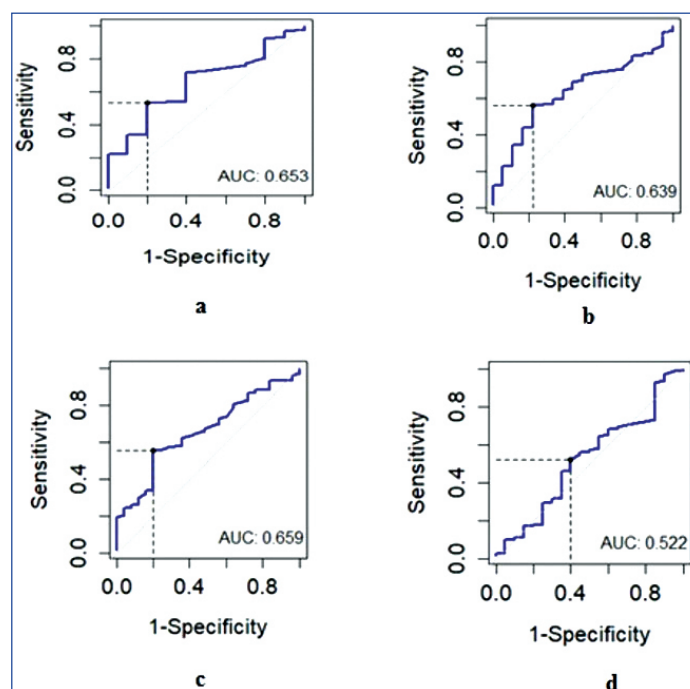 Sensitivity
0.8
0.4
0.0
AUC: 0.653
0.0 0.4 0.8
1-Specificity
a
Sensitivity
0.8
0.4
0.0
AUC: 0.639
0.0 0.4 0.8
1-Specificity
b
Sensitivity
0.8
0.4
0.0
AUC: 0.659
0.0 0.4 0.8
1-Specificity
c
Sensitivity
0.8
0.4
0.0
AUC: 0.522
0.0 0.4 0.8
1-Specificity
d